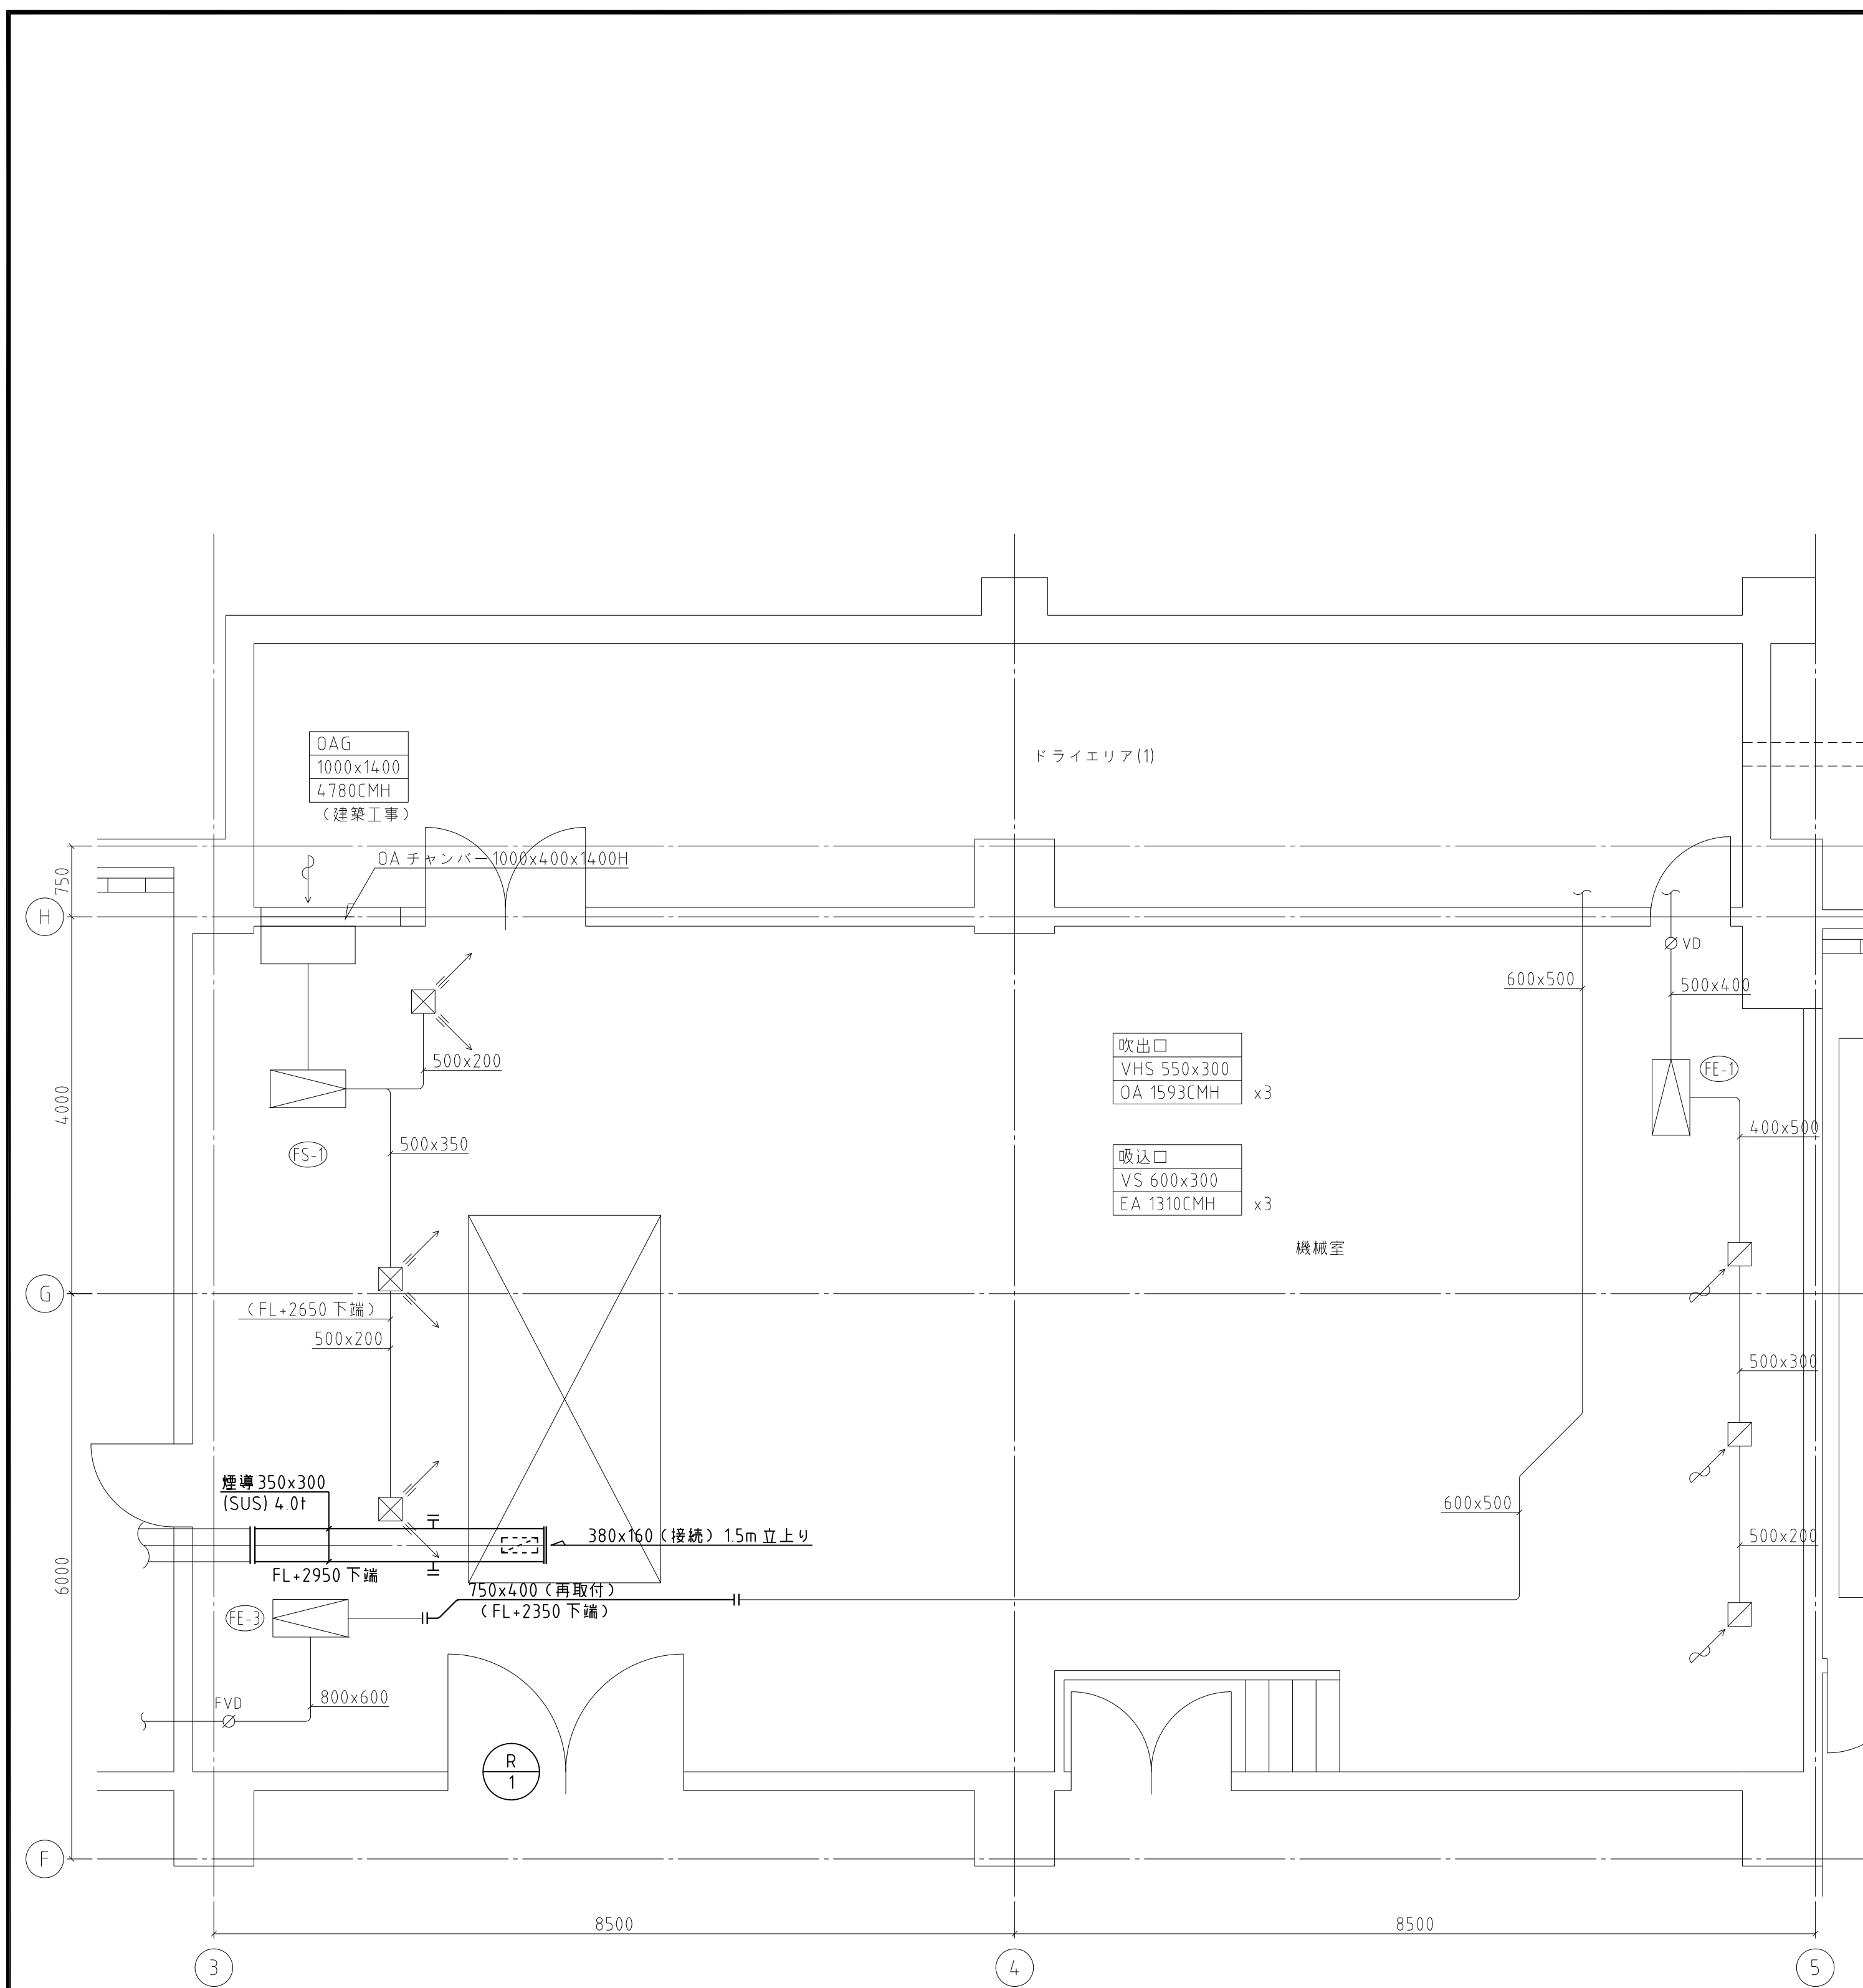 OAG
1000x1400
4780CMH
(建築工事)
ドライエリア(1)
OA チャンバー 1000x400x1400H
750
H
VD
600x500
500x400
吹出口
VHS 550x300
OA 1593CMH x3
500x200
FE-1
4000
400x500
500x350
FS-1
吸込口
VS 600x300
EA 1310CMH x3
機械室
G
(FL+2650 下端)
500x200
500x300
煙導 350x300
(SUS) 4.0t
600x500
380x160 (接続) 1.5m 立上り
500x200
FL+2950 下端
6000
750x400 (再取付)
(FL+2350 下端)
FE-3
FVD
800x600
R
1
F
8500
8500
3
4
5